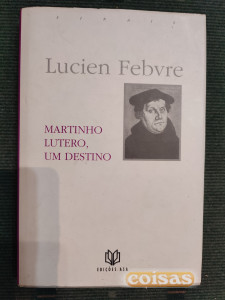 Lucien Febvre
MARTINHO
LUTERO,
UM DESTINO
EDIÇÕES ASA
coisas